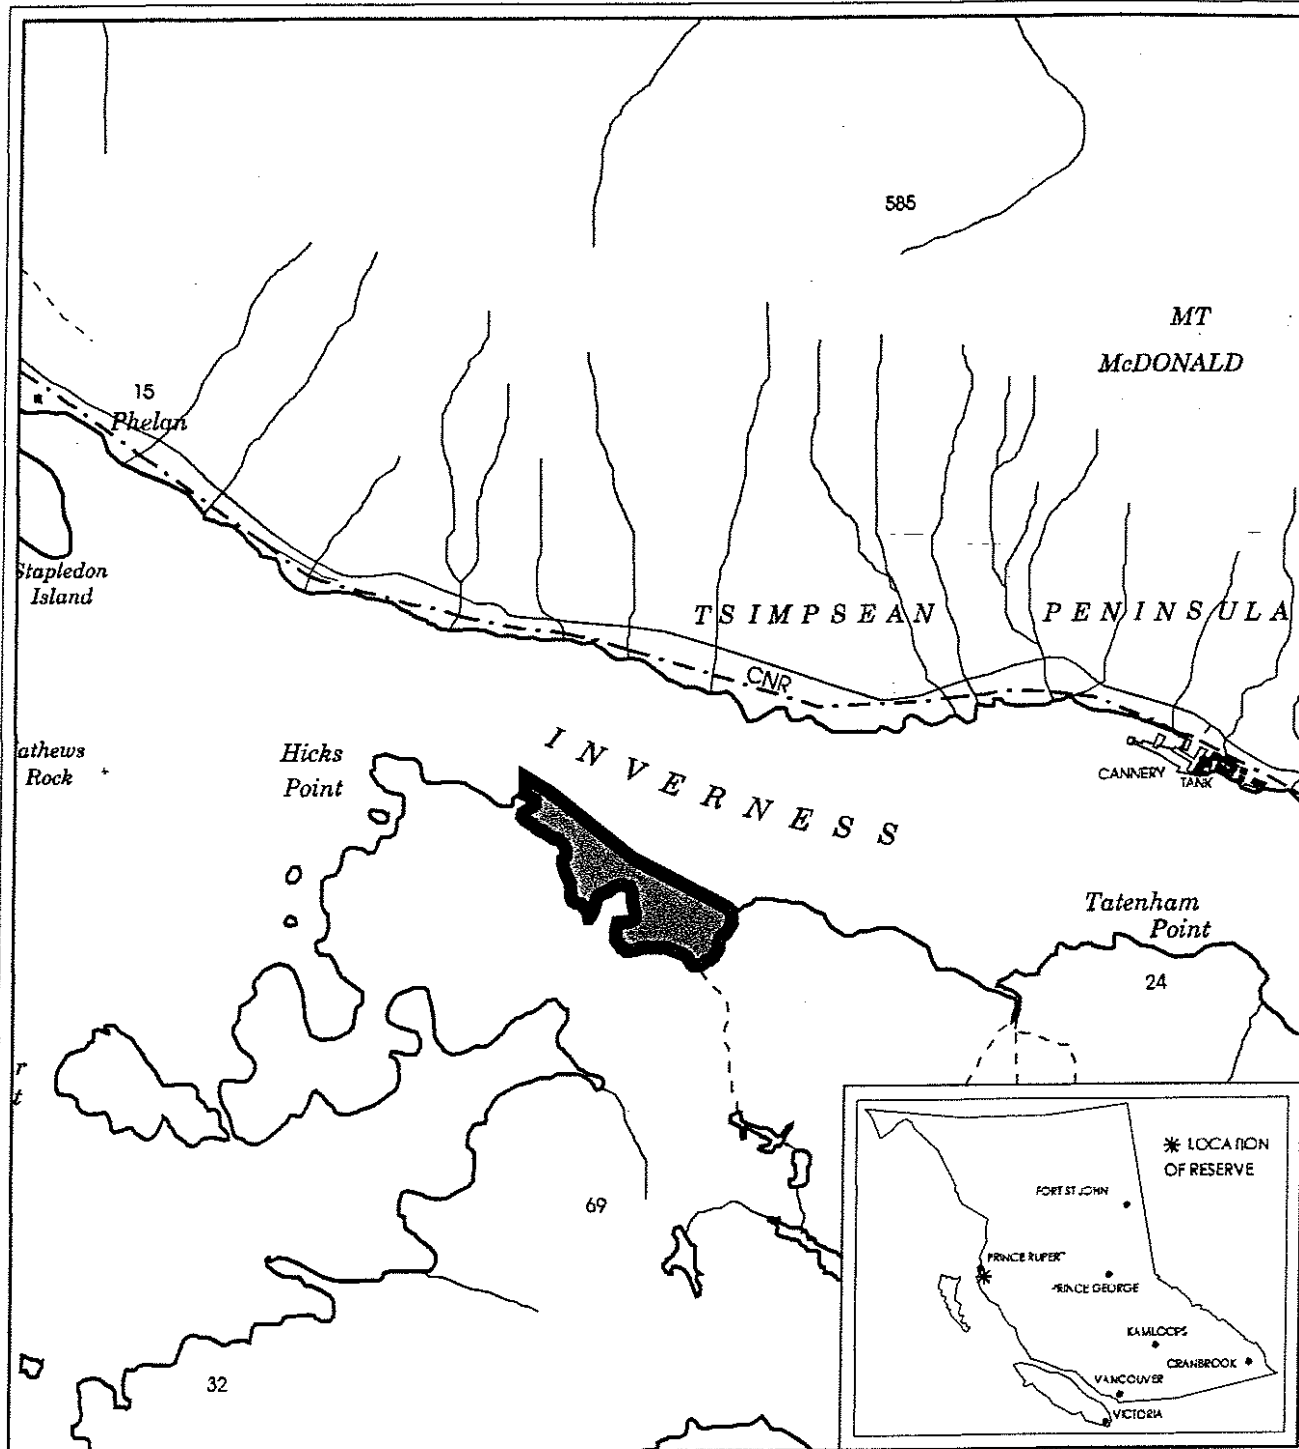 585
MT
McDONALD
15
Phelan
Stapledon
Island
TSIMPSEAN PENINSULA
CNR
INVERNESS
athews
Rock
Hicks
Point
CANNERY TANK
Tatenham
Point
24
r
t
69
32
LOCATION
OF RESERVE
FORT ST JOHN
PRINCE RUPERT
PRINCE GEORGE
KAMLOOPS
CRANBROOK
VANCOUVER
VICTORIA